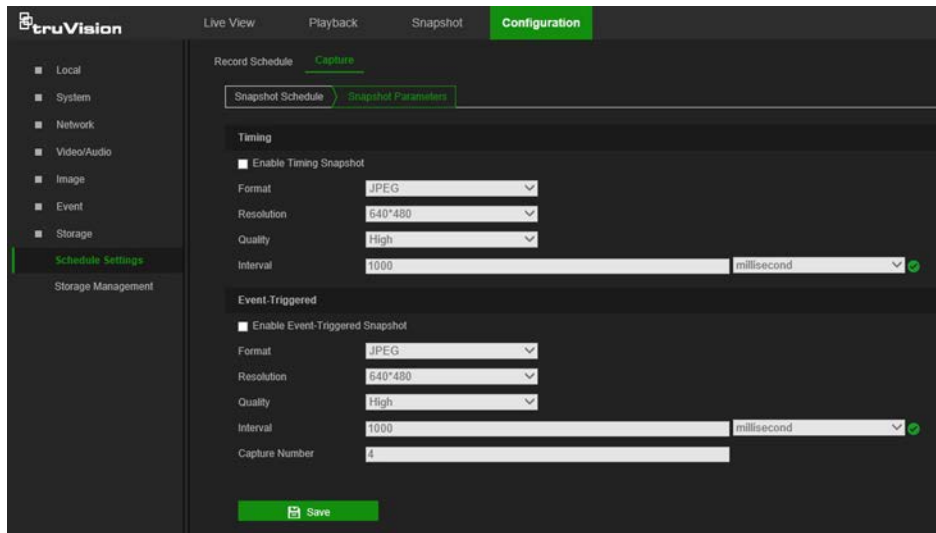 truVision
Live View Playback Snapshot Configuration
Local
System
Network
Video/Audio
Image
Event
Storage
Schedule Settings
Storage Management
Record Schedule Capture
Snapshot Schedule Snapshot Parameters
Timing
Enable Timing Snapshot
Format JPEG
Resolution 640*480
Quality High
Interval 1000 millisecond
Event-Triggered
Enable Event-Triggered Snapshot
Format JPEG
Resolution 640*480
Quality High
Interval 1000 millisecond
Capture Number 4
Save